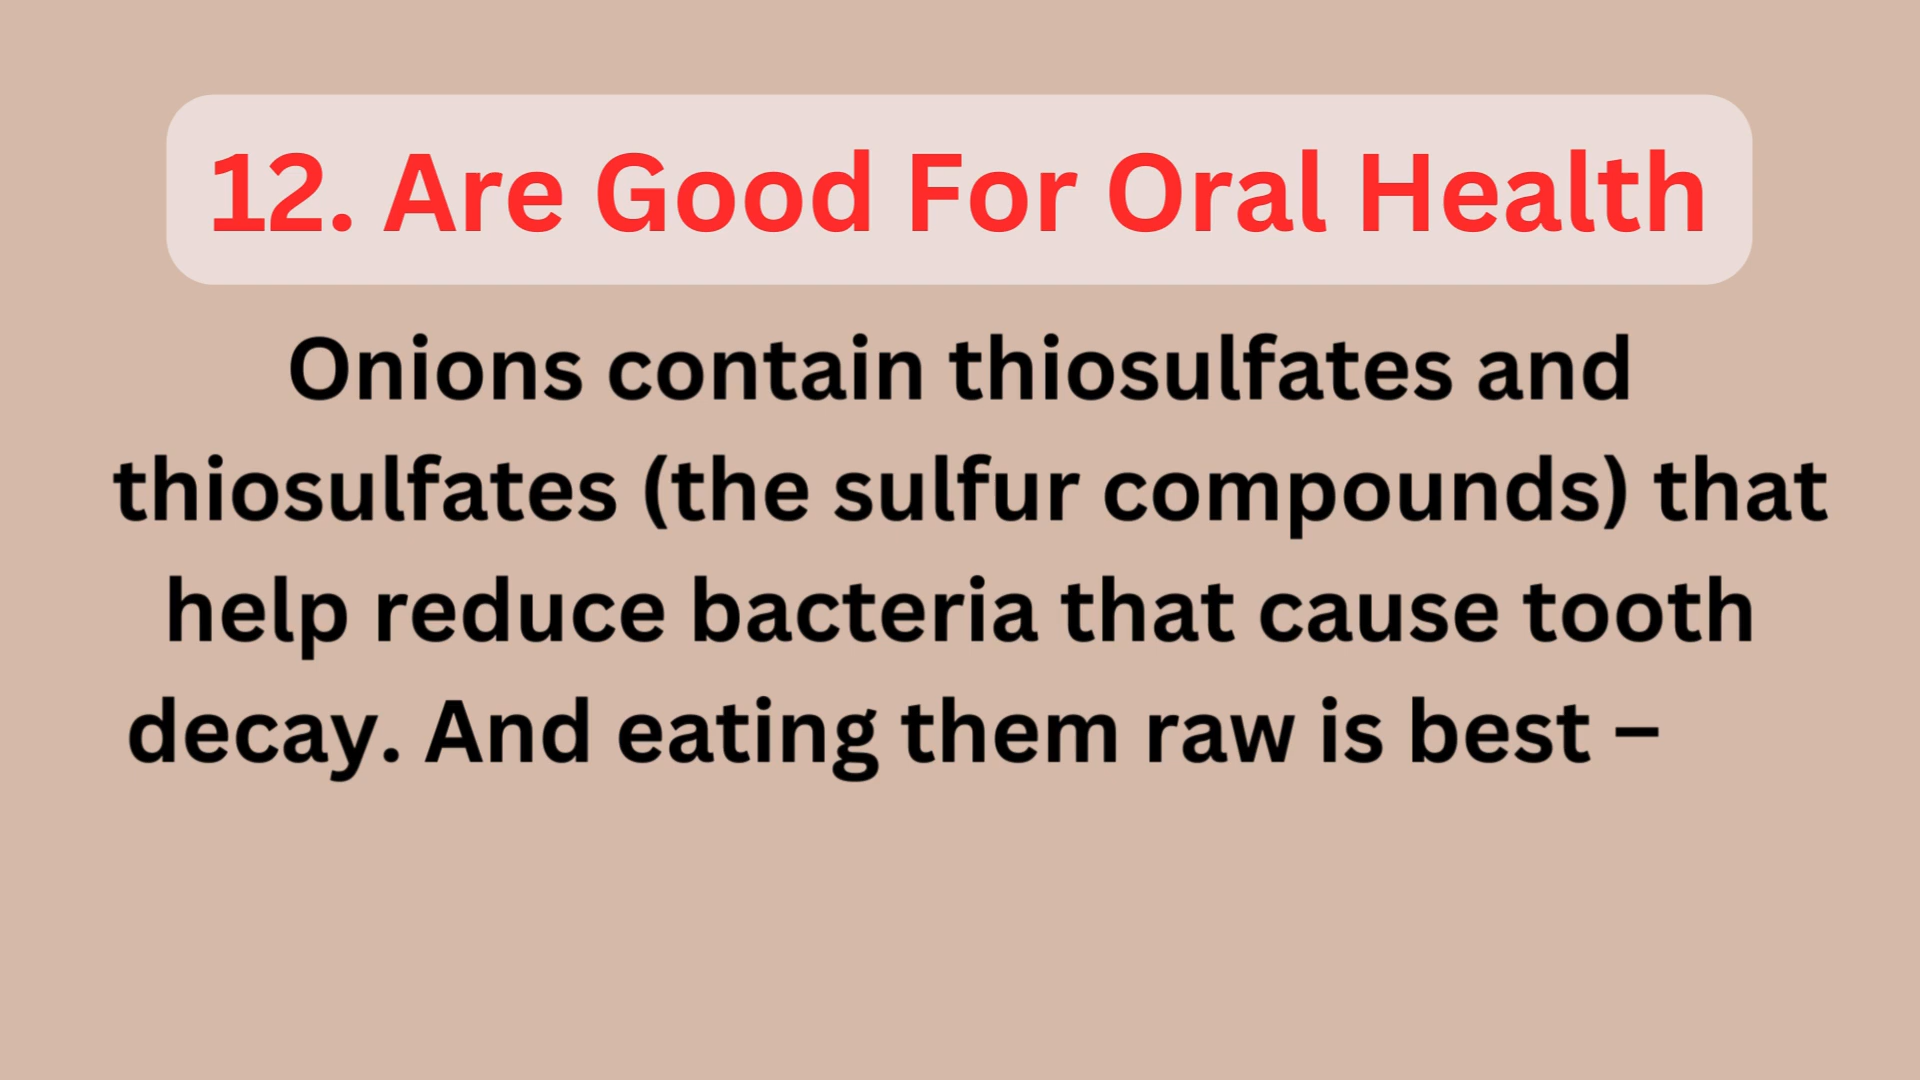 12. Are Good For Oral Health
Onions contain thiosulfates and
thiosulfates (the sulfur compounds) that
help reduce bacteria that cause tooth
decay. And eating them raw is best –